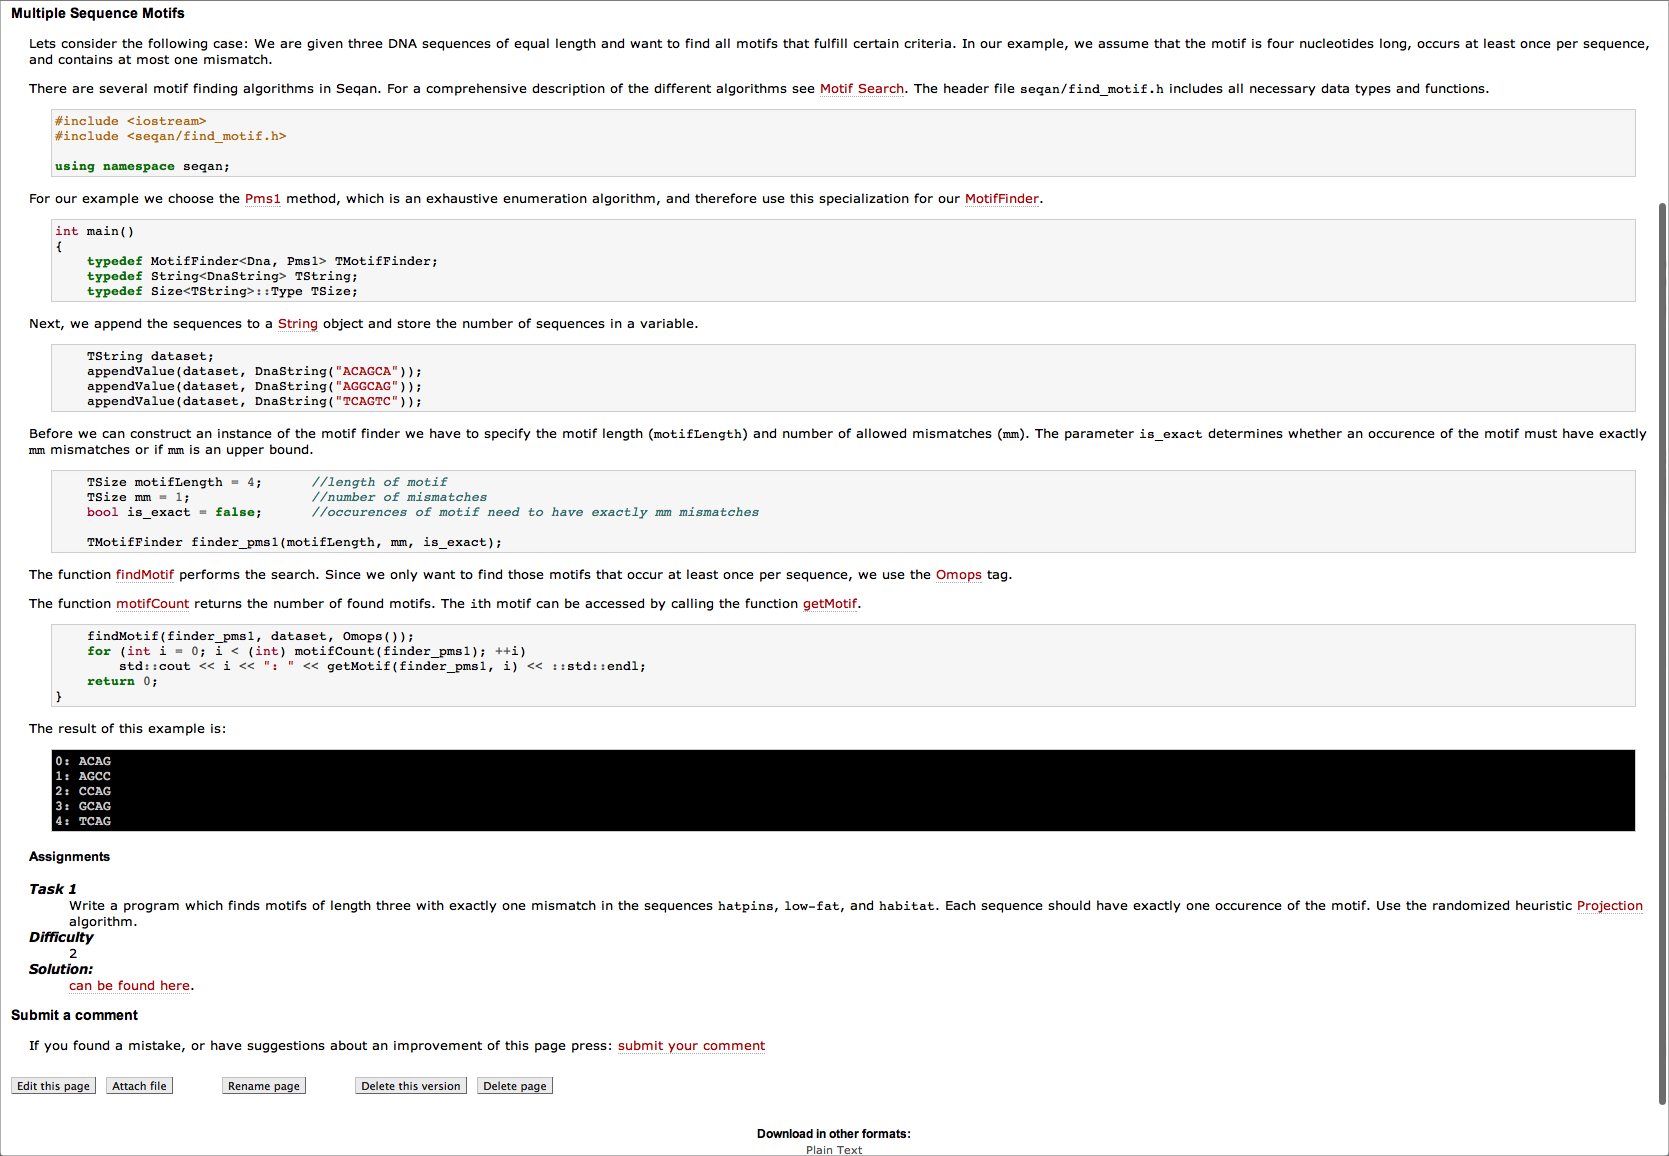 Multiple Sequence Motifs
Lets consider the following case: We are given three DNA sequences of equal length and want to find all motifs that fulfill certain criteria. In our example, we assume that the motif is four nucleotides long, occurs at least once per sequence,
and contains at most one mismatch.
There are several motif finding algorithms in Seqan. For a comprehensive description of the different algorithms see Motif Search. The header file seqan/find_motif.h includes all necessary data types and functions.
#include <iostream>
#include <seqan/find_motif.h>
using namespace seqan;
For our example we choose the Pms1 method, which is an exhaustive enumeration algorithm, and therefore use this specialization for our MotifFinder.
int main()
{
typedef MotifFinder<Dna, Pms1> TMotifFinder;
typedef String<DnaString> TString;
typedef Size<TString>::Type TSize;
Next, we append the sequences to a String object and store the number of sequences in a variable.
TString dataset;
appendValue(dataset, DnaString("ACAGCA"));
appendValue(dataset, DnaString("AGGCAG"));
appendValue(dataset, DnaString("TCAGTC"));
Before we can construct an instance of the motif finder we have to specify the motif length (motifLength) and number of allowed mismatches (mm). The parameter is_exact determines whether an occurence of the motif must have exactly
mm mismatches or if mm is an upper bound.
TSize motifLength = 4; //length of motif
TSize mm = 1; //number of mismatches
bool is_exact = false; //occurences of motif need to have exactly mm mismatches
TMotifFinder finder_pms1(motifLength, mm, is_exact);
The function findMotif performs the search. Since we only want to find those motifs that occur at least once per sequence, we use the Omops tag.
The function motifCount returns the number of found motifs. The ith motif can be accessed by calling the function getMotif.
findMotif(finder_pms1, dataset, Omops());
for (int i = 0; i < (int) motifCount(finder_pms1); ++i)
std::cout << i << ": " << getMotif(finder_pms1, i) << ::std::endl;
return 0;
}
The result of this example is:
0: ACAG
1: AGCC
2: CCAG
3: GCAG
4: TCAG
Assignments
Task 1
Write a program which finds motifs of length three with exactly one mismatch in the sequences hatpins, low-fat, and habitat. Each sequence should have exactly one occurence of the motif. Use the randomized heuristic Projection
algorithm.
Difficulty
2
Solution:
can be found here.
Submit a comment
If you found a mistake, or have suggestions about an improvement of this page press: submit your comment
Edit this page Attach file Rename page Delete this version Delete page
Download in other formats:
Plain Text